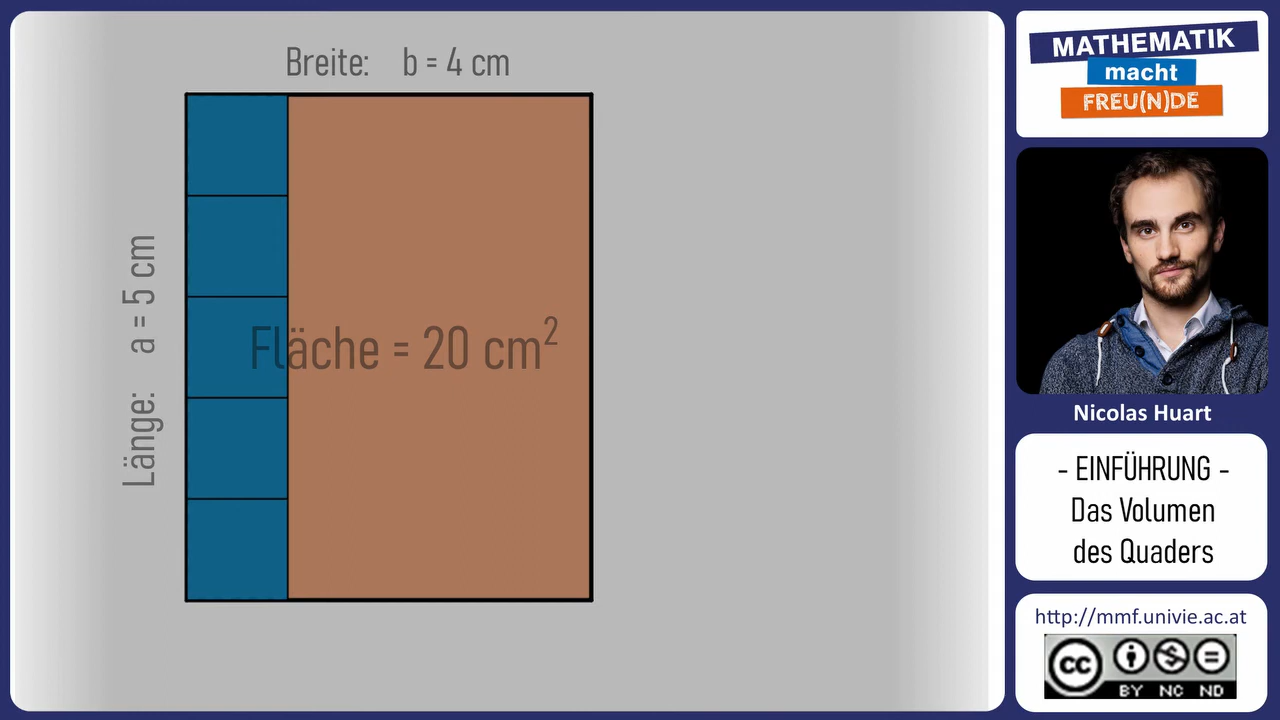 Breite: b = 4 cm
Länge: a = 5 cm
Fläche = 20 cm²
MATHEMATIK
macht
FREU(N)DE
Nicolas Huart
- EINFÜHRUNG -
Das Volumen
des Quaders
http://mmf.univie.ac.at
cc
BY NC ND